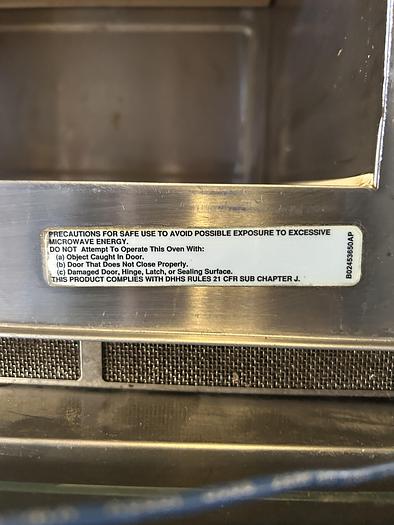 PRECAUTIONS FOR SAFE USE TO AVOID POSSIBLE EXPOSURE TO EXCESSIVE
MICROWAVE ENERGY.
DO NOT Attempt To Operate This Oven With:
(a) Object Caught In Door.
(b) Door That Does Not Close Properly.
(c) Damaged Door, Hinge, Latch, or Sealing Surface.
THIS PRODUCT COMPLIES WITH DHHS RULES 21 CFR SUB CHAPTER J.
B02453650AP